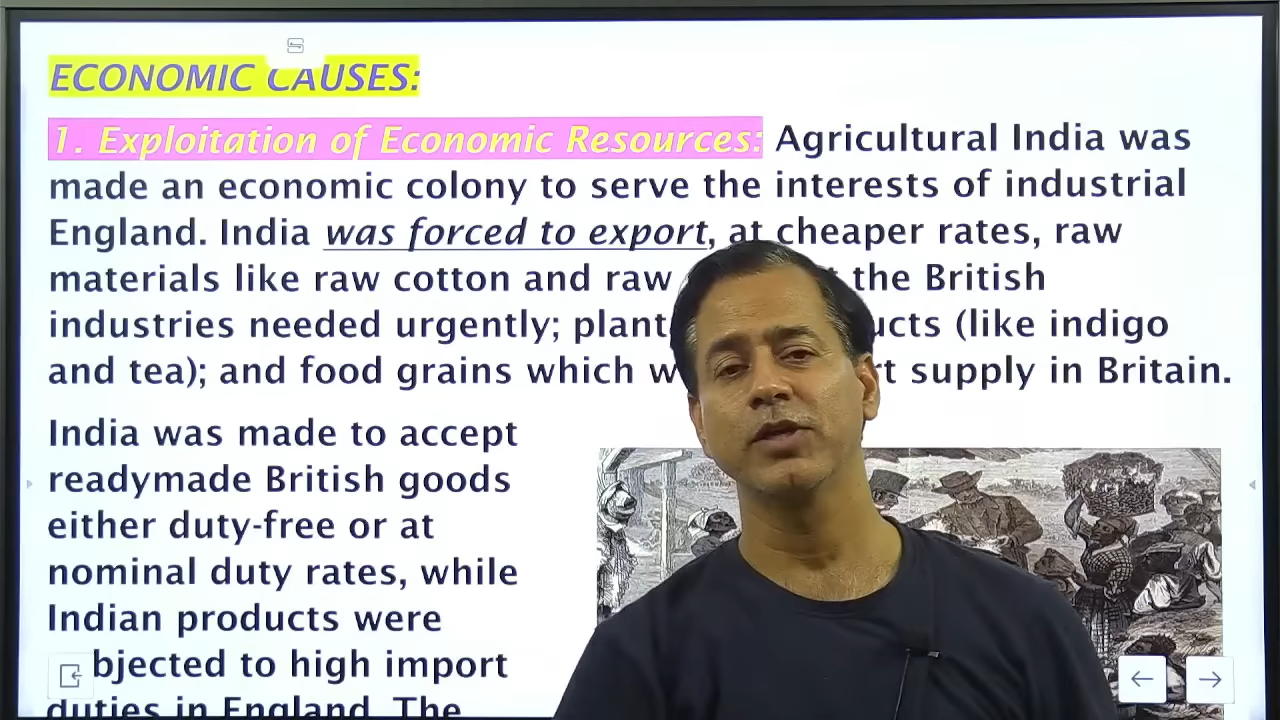 ECONOMIC CAUSES:
1. Exploitation of Economic Resources: Agricultural India was
made an economic colony to serve the interests of industrial
England. India was forced to export, at cheaper rates, raw
materials like raw cotton and raw the British
industries needed urgently; (like indigo
and tea); and food grains which supply in Britain.
India was made to accept
readymade British goods
either duty-free or at
nominal duty rates, while
Indian products were
bjected to high import
duties in England. The